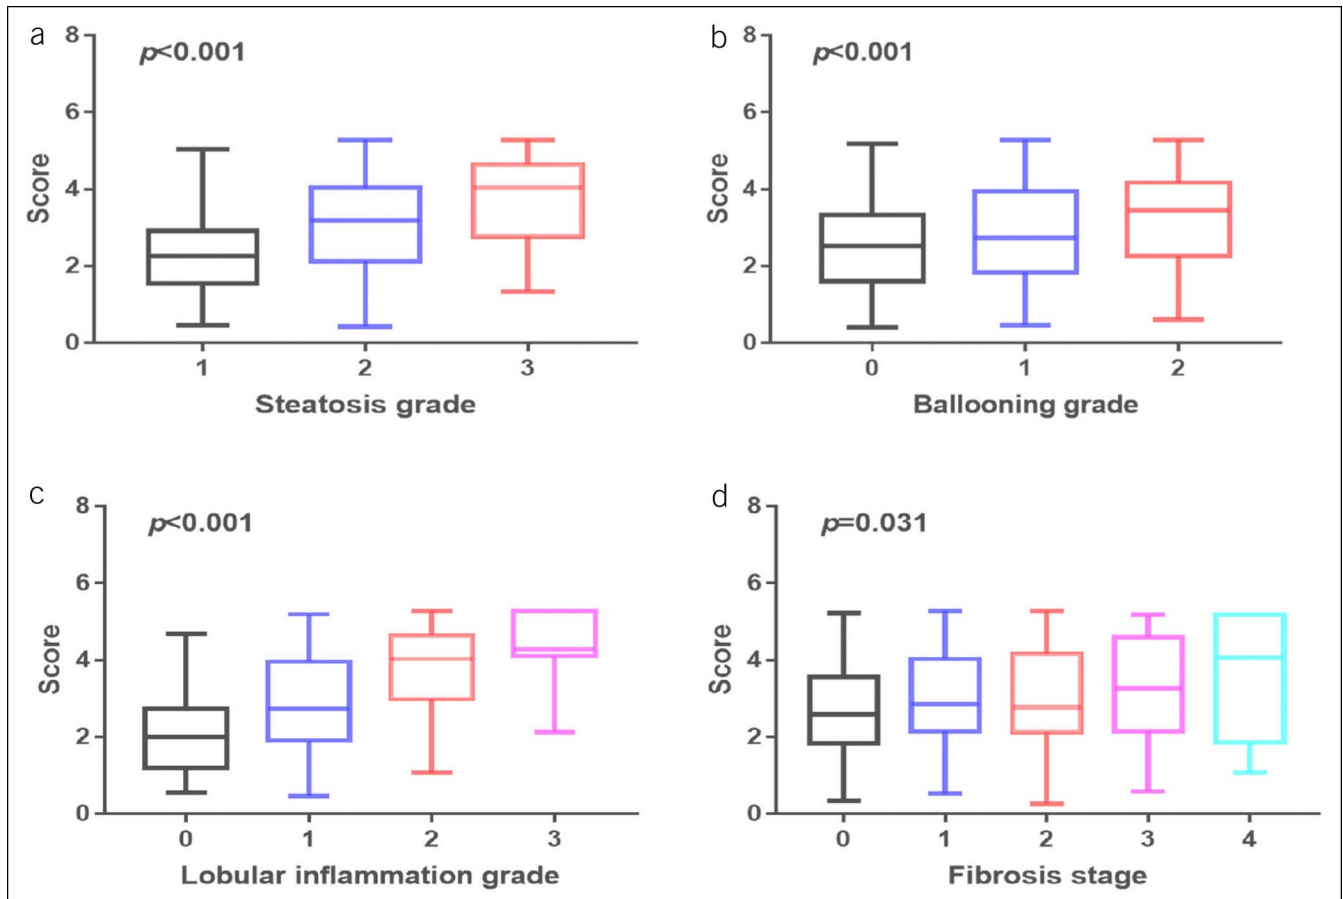 a
p<0.001
8
6
4
2
0
Score
1 2 3
Steatosis grade
b
p<0.001
8
6
4
2
0
Score
0 1 2
Ballooning grade
c
p<0.001
8
6
4
2
0
Score
0 1 2 3
Lobular inflammation grade
d
p=0.031
8
6
4
2
0
Score
0 1 2 3 4
Fibrosis stage